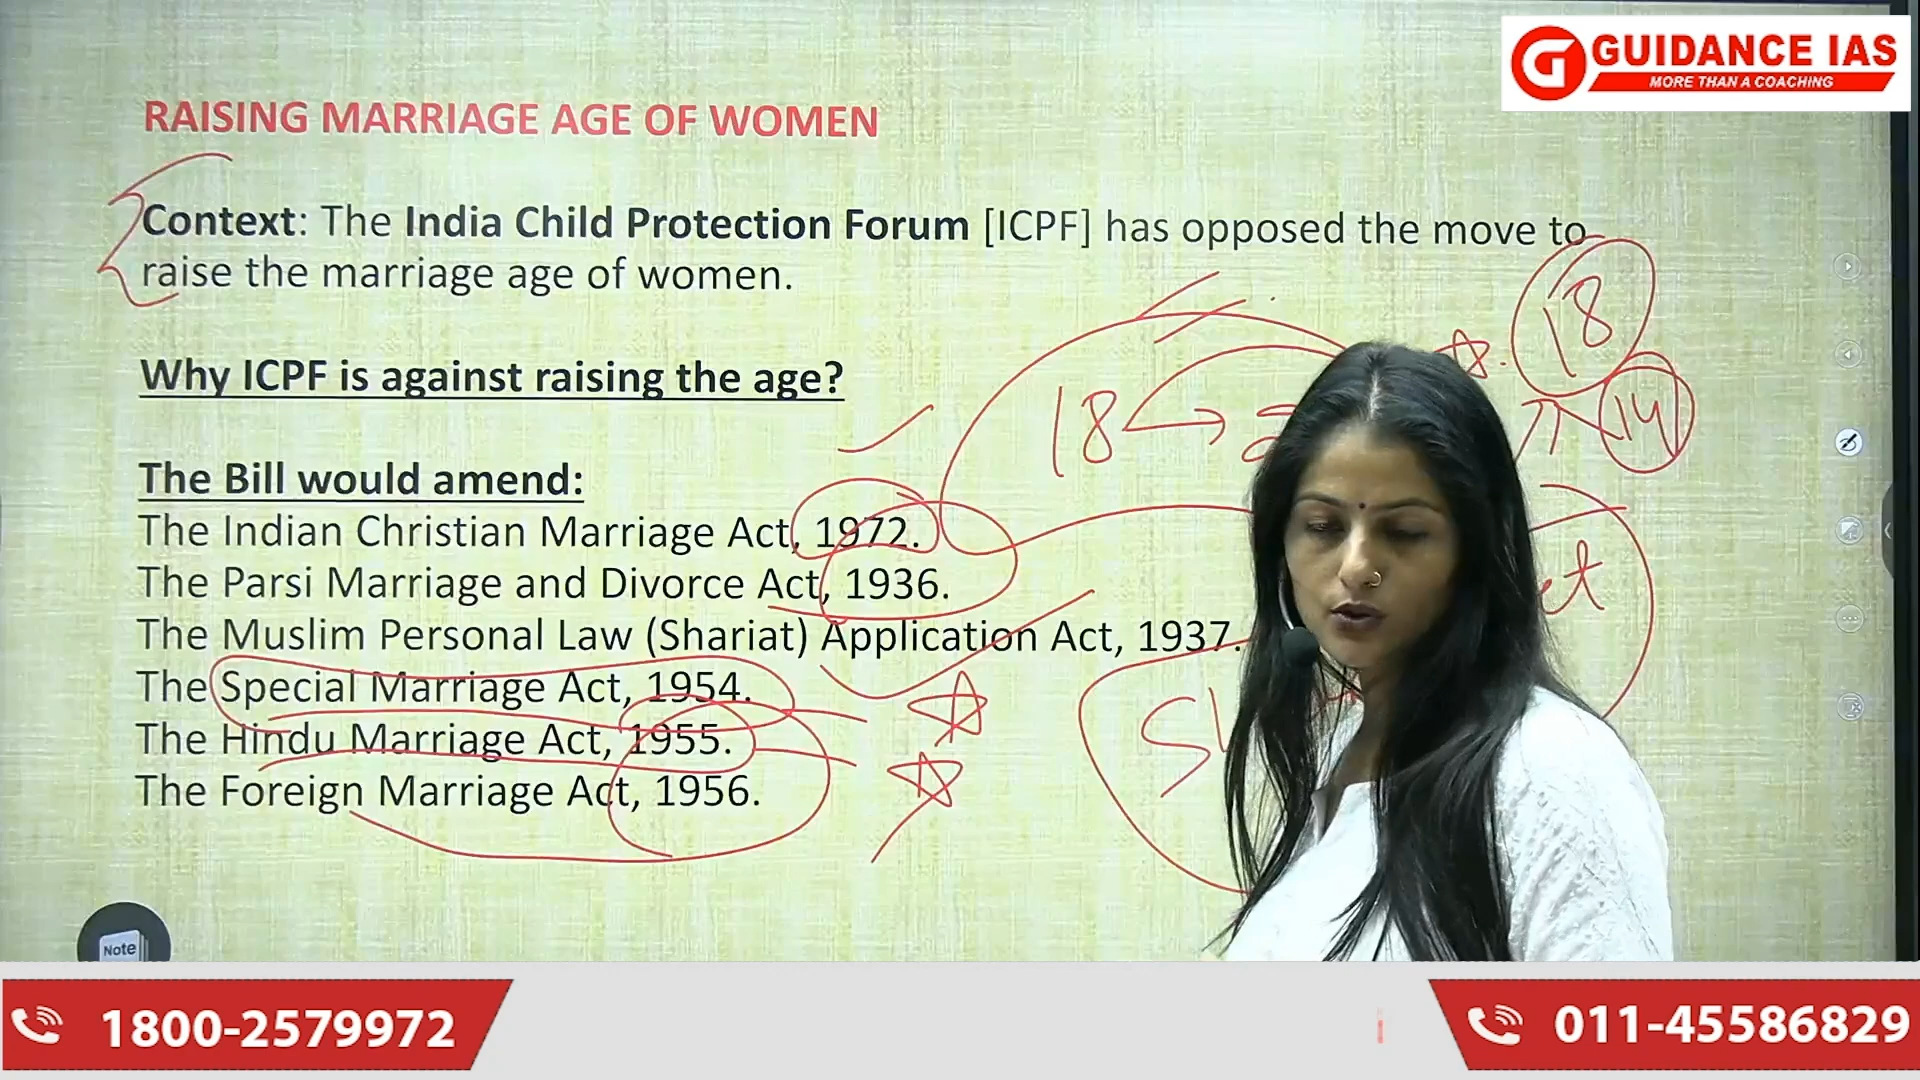 GUIDANCE IAS
MORE THAN A COACHING
RAISING MARRIAGE AGE OF WOMEN
Context: The India Child Protection Forum [ICPF] has opposed the move to
raise the marriage age of women.
18
14
Why ICPF is against raising the age?
18
The Bill would amend:
The Indian Christian Marriage Act, 1972.
The Parsi Marriage and Divorce Act, 1936.
The Muslim Personal Law (Shariat) Application Act, 1937.
The Special Marriage Act, 1954.
The Hindu Marriage Act, 1955.
The Foreign Marriage Act, 1956.
Note
1800-2579972
011-45586829